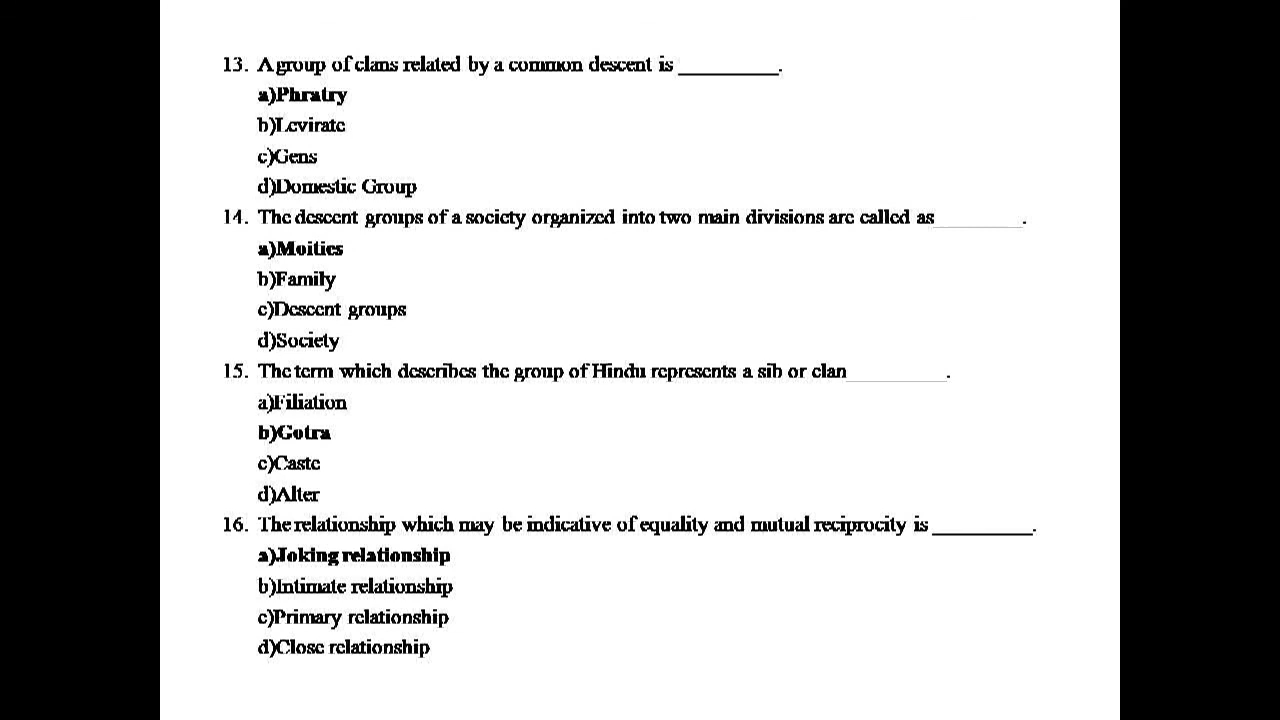 13. A group of clans related by a common descent is __________.
a)Phratry
b)Levirate
c)Gens
d)Domestic Group
14. The descent groups of a society organized into two main divisions are called as_________.
a)Moities
b)Family
c)Descent groups
d)Society
15. The term which describes the group of Hindu represents a sib or clan__________.
a)Filiation
b)Gotra
c)Caste
d)Alter
16. The relationship which may be indicative of equality and mutual reciprocity is __________.
a)Joking relationship
b)Intimate relationship
c)Primary relationship
d)Close relationship